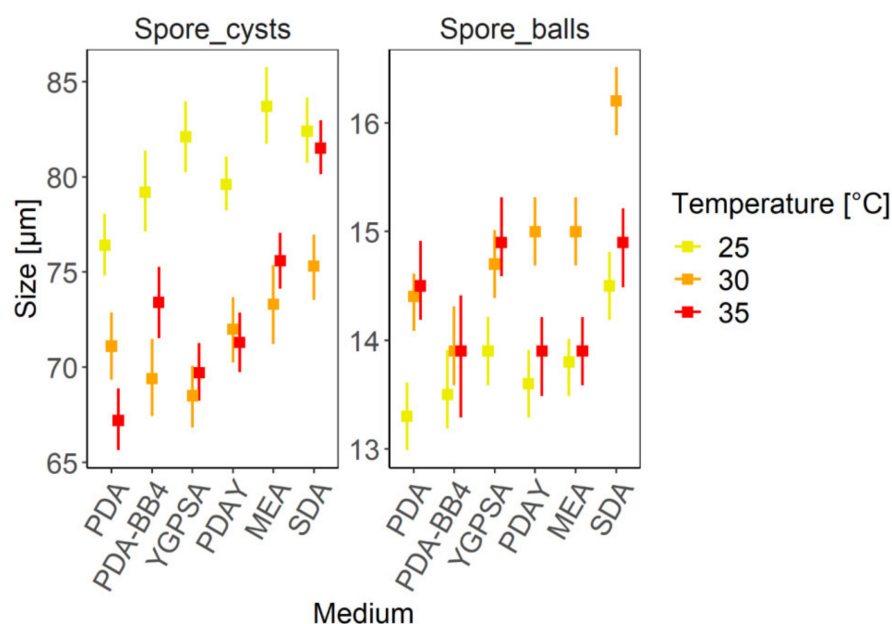 Spore_cysts
Spore_balls
Size [µm]
85
80
75
70
65
16
15
14
13
PDA
PDA-BB4
YGPSA
PDAY
MEA
SDA
PDA
PDA-BB4
YGPSA
PDAY
MEA
SDA
Medium
Temperature [°C]
25
30
35